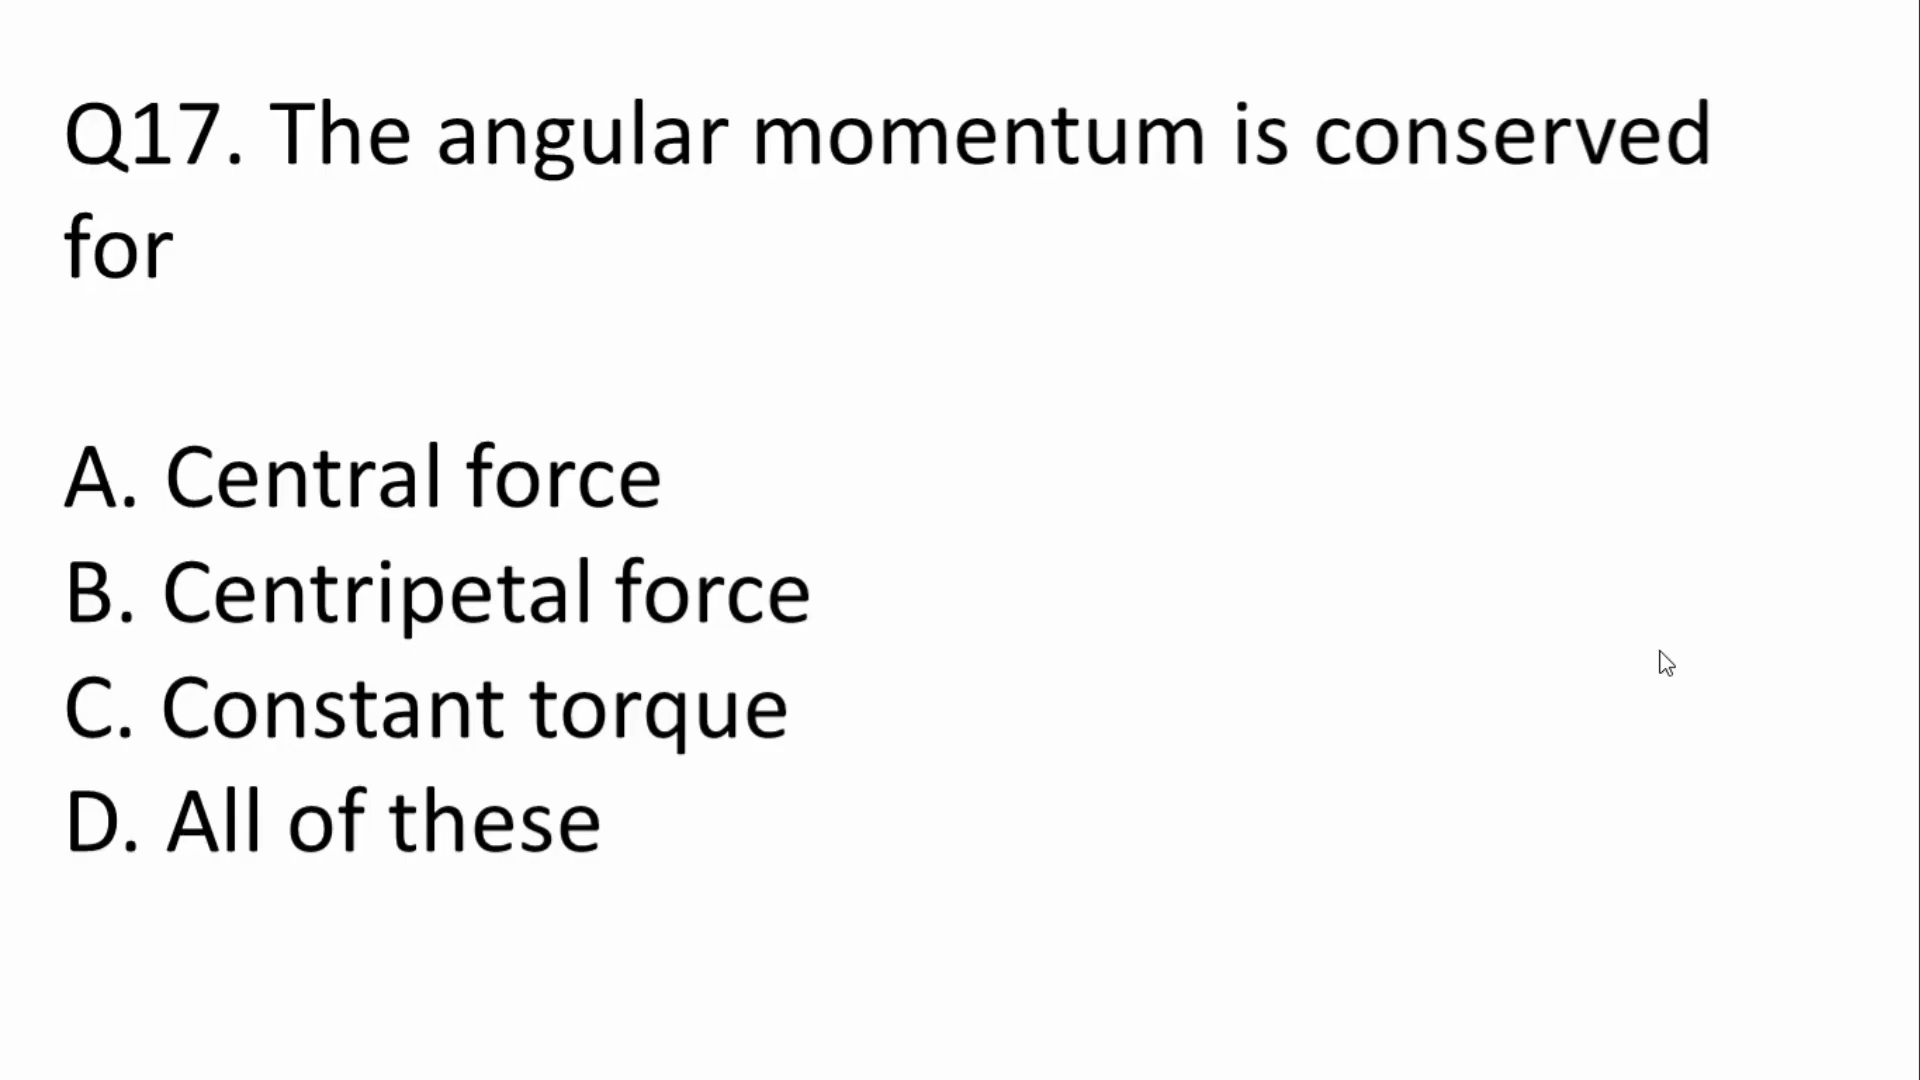 Q17. The angular momentum is conserved
for
A. Central force
B. Centripetal force
C. Constant torque
D. All of these